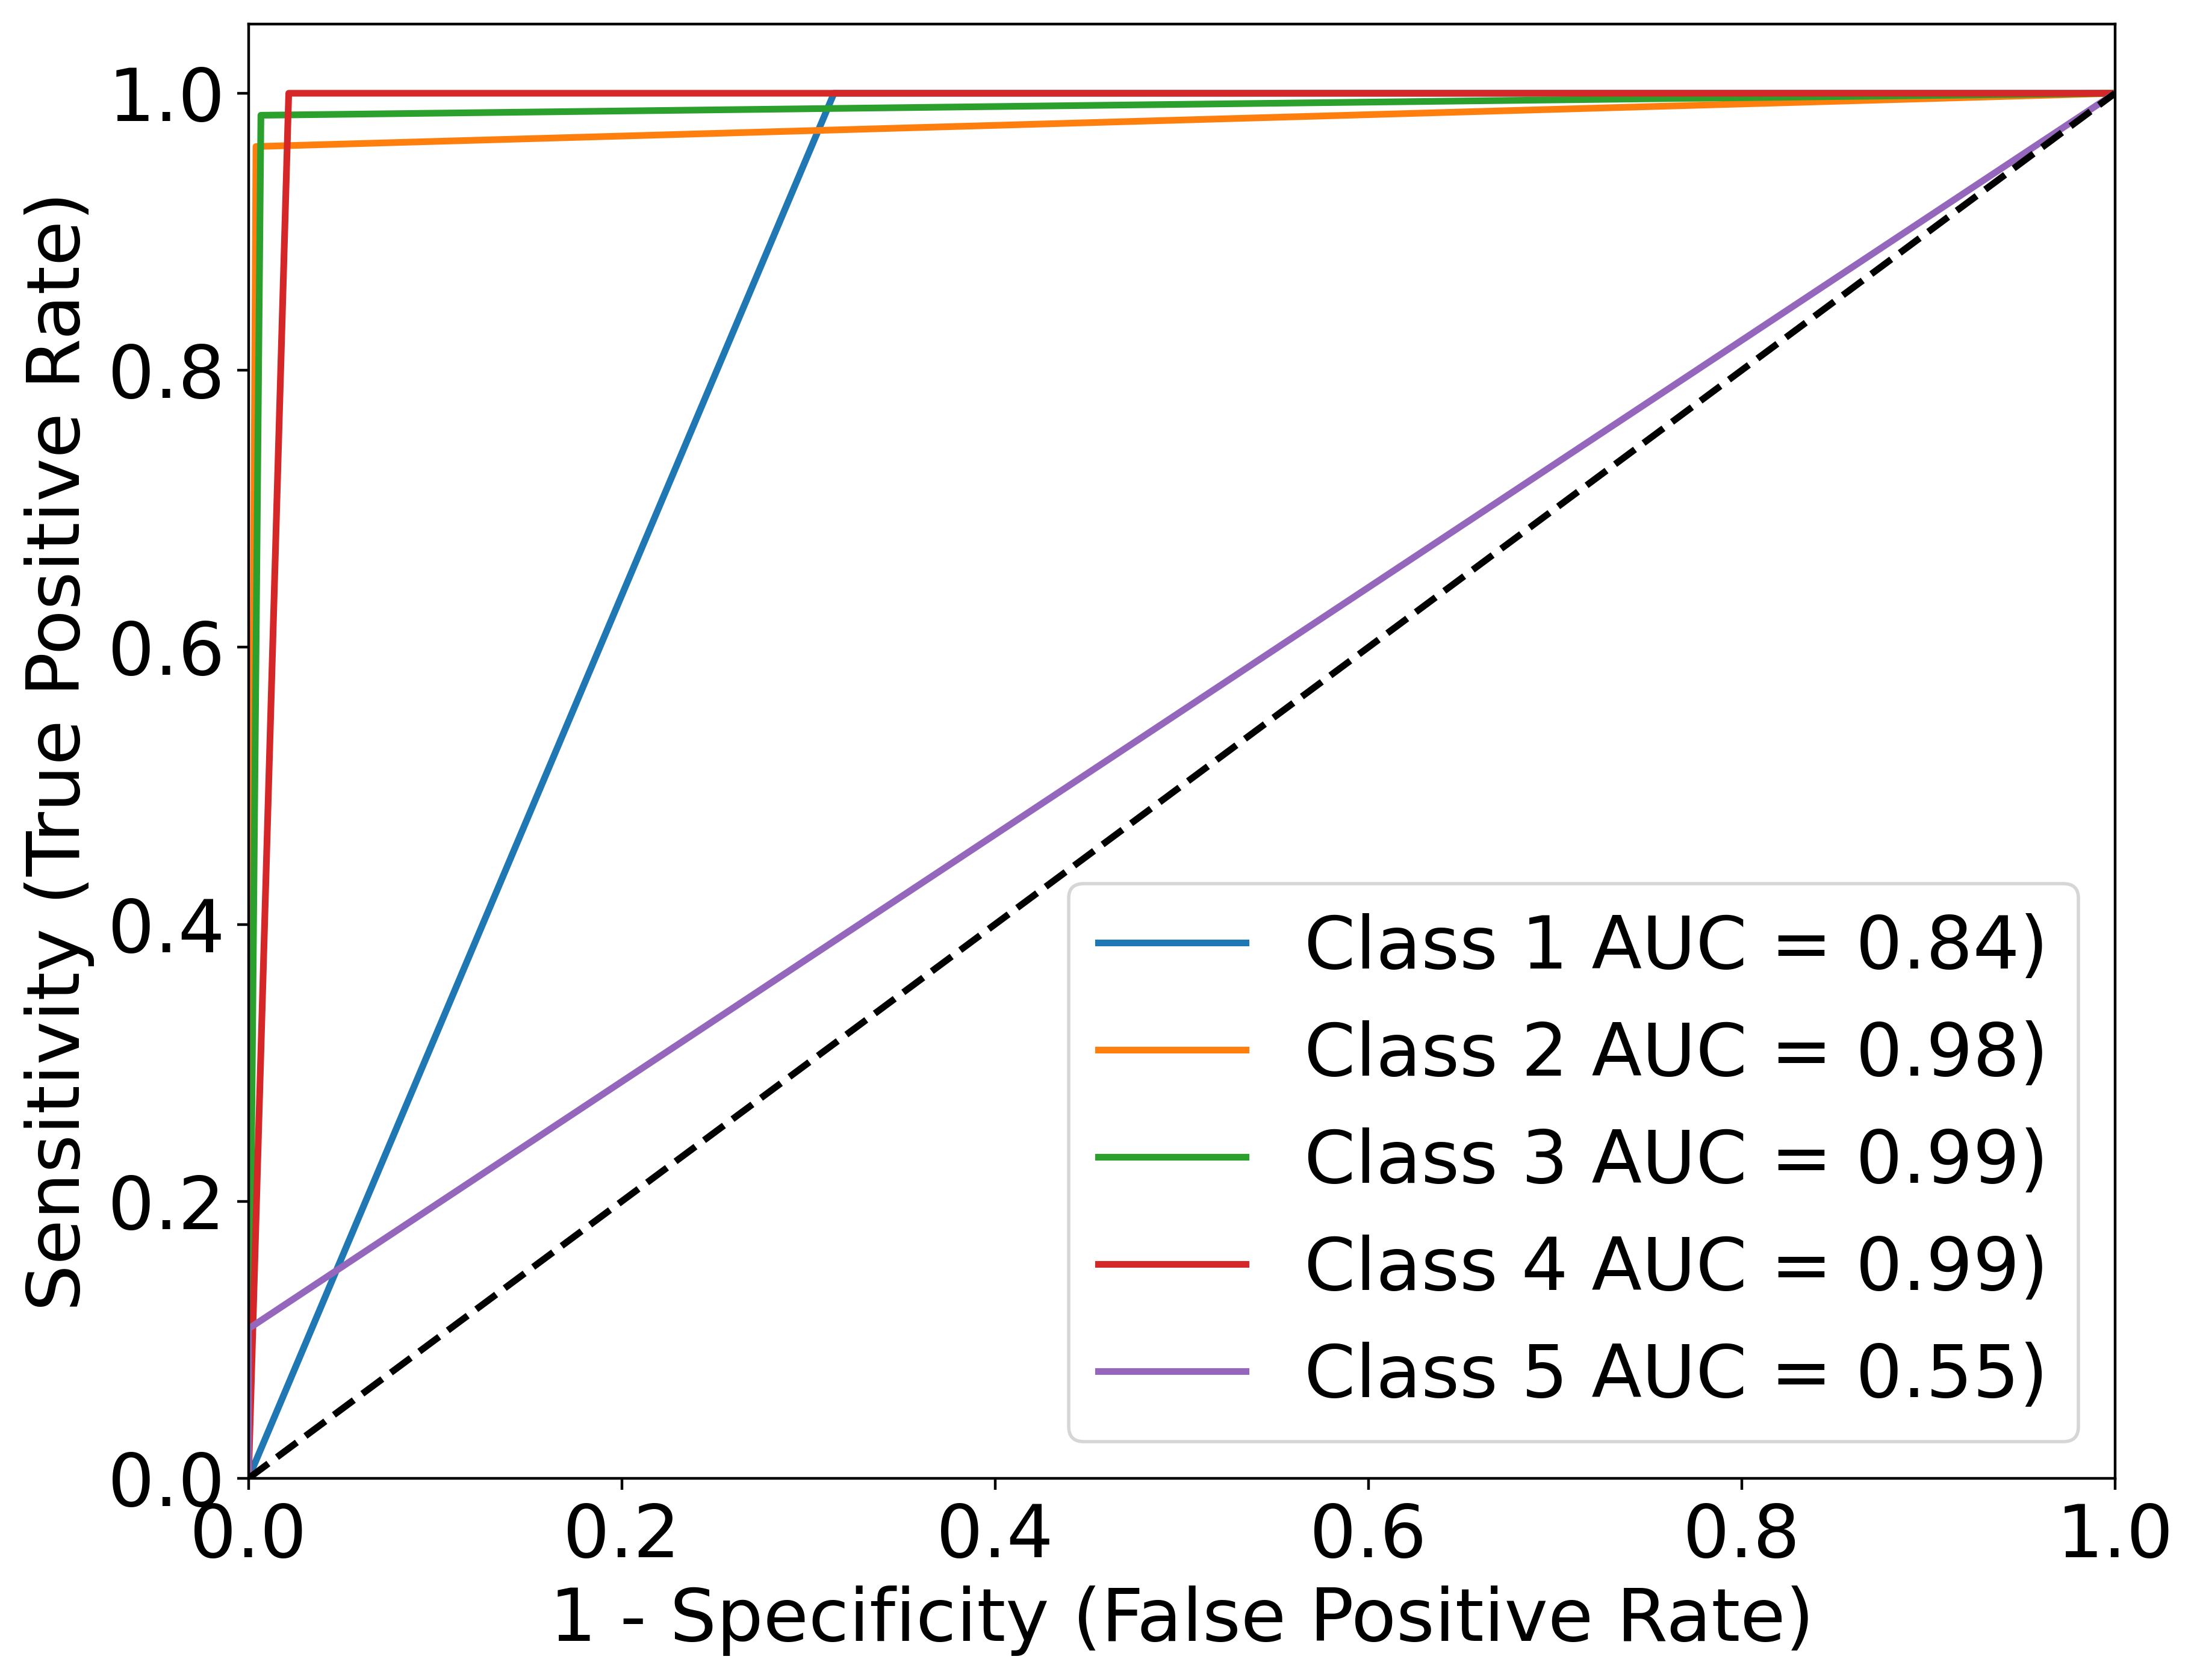 Sensitivity (True Positive Rate)
1.0
0.8
0.6
0.4
0.2
0.0
Class 1 AUC = 0.84)
Class 2 AUC = 0.98)
Class 3 AUC = 0.99)
Class 4 AUC = 0.99)
Class 5 AUC = 0.55)
0.0 0.2 0.4 0.6 0.8 1.0
1 - Specificity (False Positive Rate)